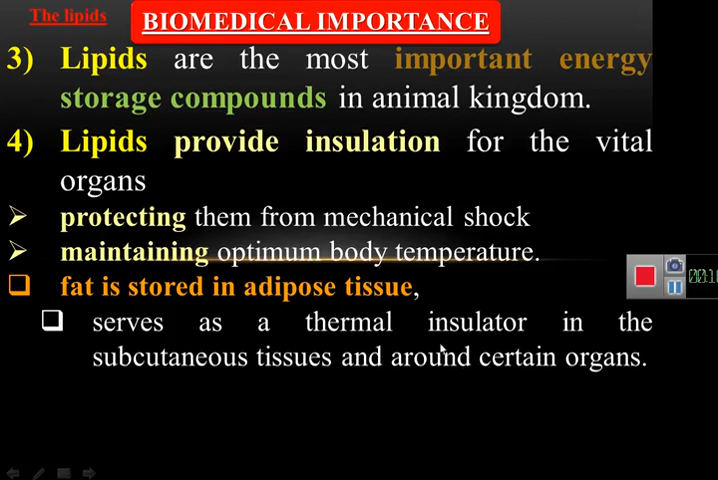 The lipids
BIOMEDICAL IMPORTANCE
3) Lipids are the most important energy
storage compounds in animal kingdom.
4) Lipids provide insulation for the vital
organs
➢ protecting them from mechanical shock
➢ maintaining optimum body temperature.
❑ fat is stored in adipose tissue,
❑ serves as a thermal insulator in the
subcutaneous tissues and around certain organs.